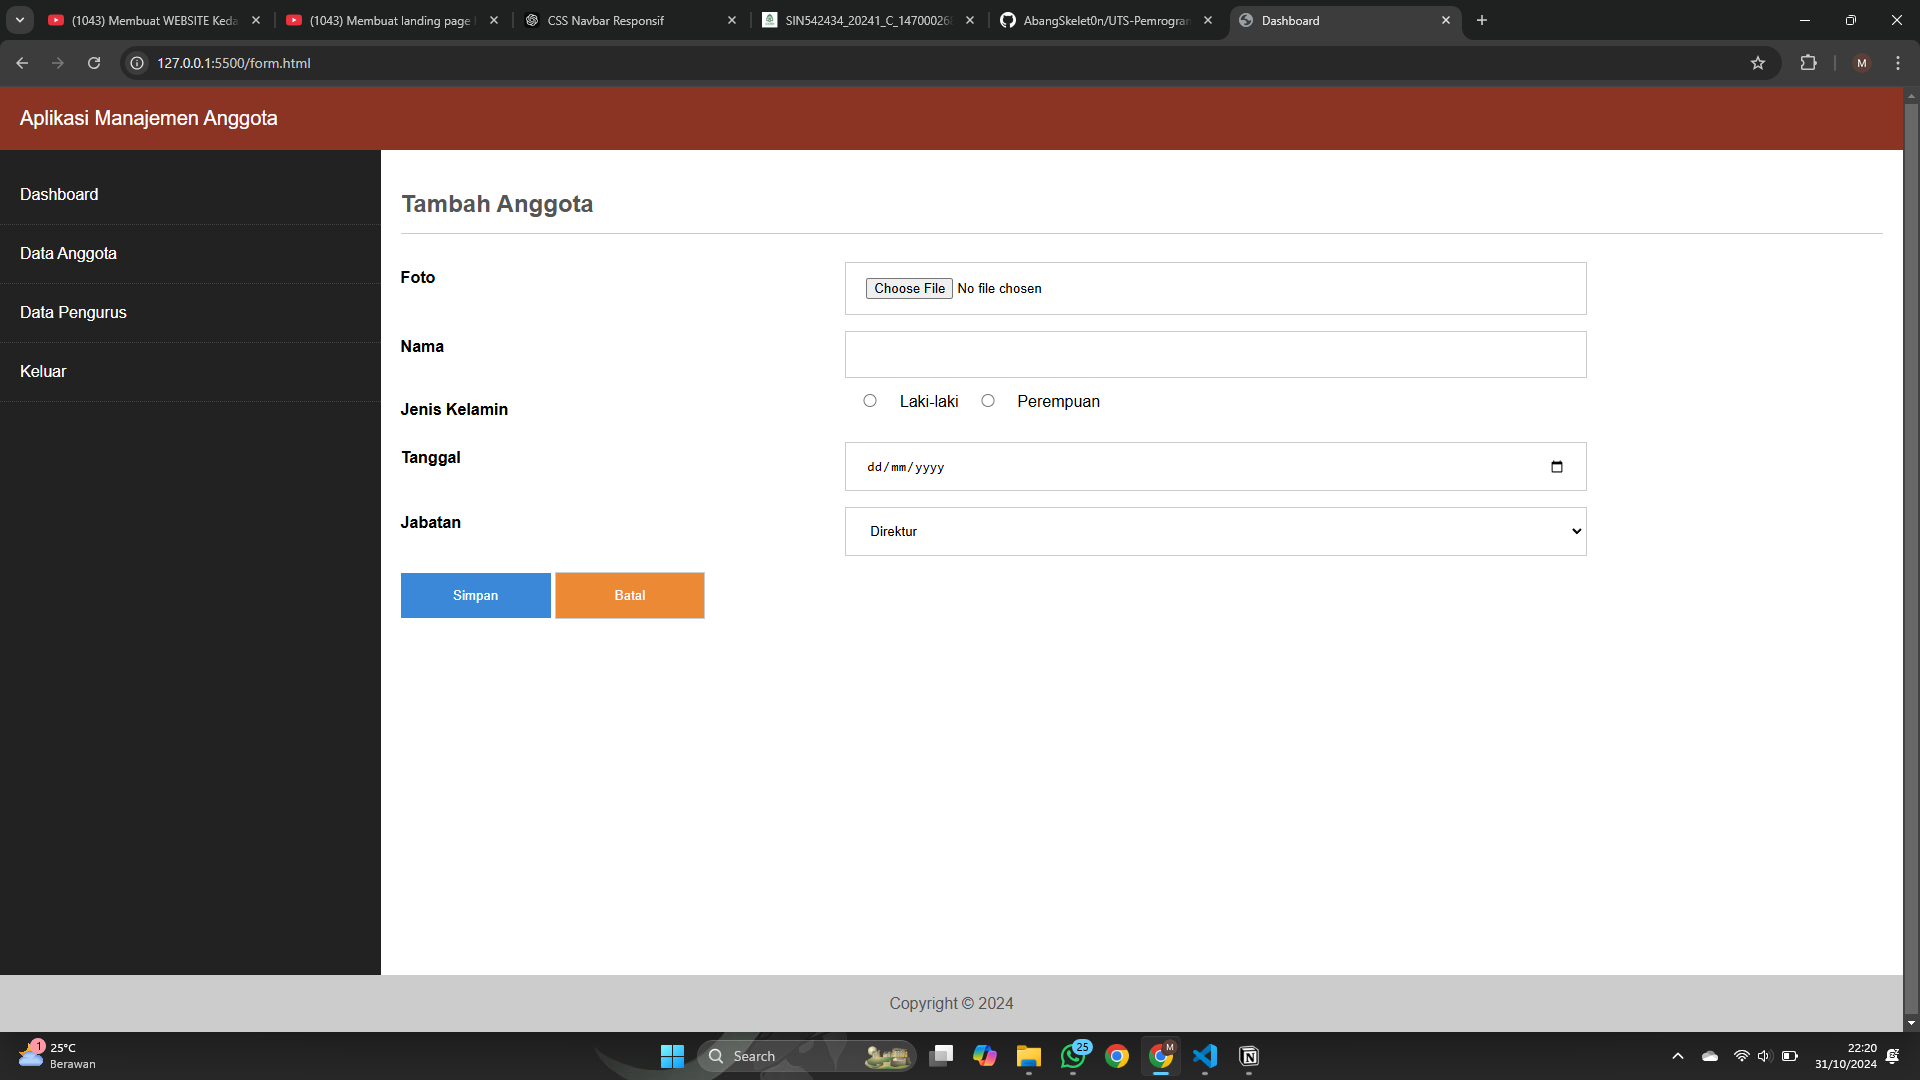 (1043) Membuat WEBSITE Keda
(1043) Membuat landing page
CSS Navbar Responsif
SIN542434_20241_C_14700026
AbangSkelet0n/UTS-Pemrogram
Dashboard
127.0.0.1:5500/form.html
M
Aplikasi Manajemen Anggota
Dashboard
Data Anggota
Data Pengurus
Keluar
Tambah Anggota
Foto
Choose File No file chosen
Nama
Jenis Kelamin
Laki-laki
Perempuan
Tanggal
dd/mm/yyyy
Jabatan
Direktur
Simpan
Batal
Copyright © 2024
1
25°C
Berawan
Search
25
M
22:20
31/10/2024